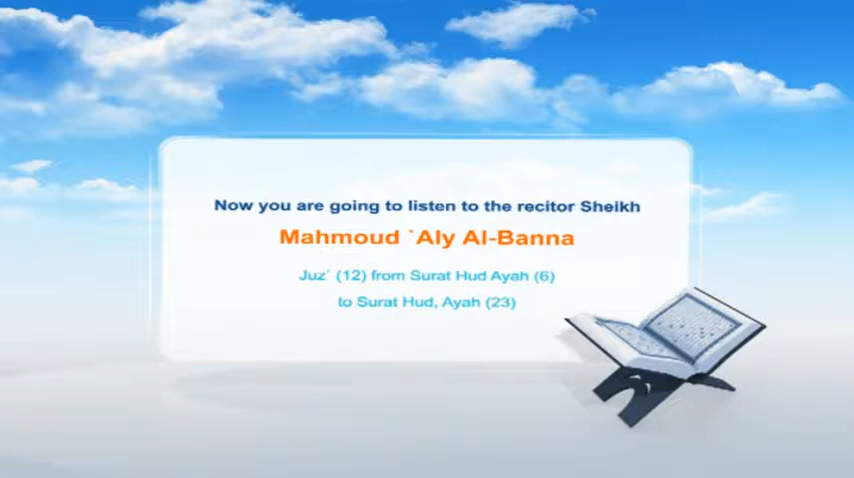 Now you are going to listen to the recitor Sheikh
Mahmoud `Aly Al-Banna
Juz` (12) from Surat Hud Ayah (6)
to Surat Hud, Ayah (23)